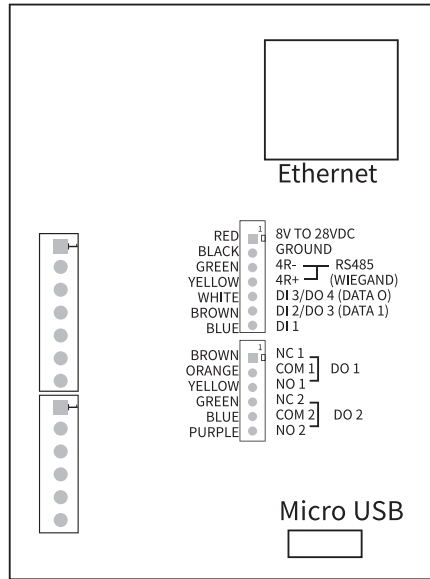 Ethernet
1
RED 8V TO 28VDC
BLACK GROUND
GREEN 4R- RS485
YELLOW 4R+ (WIEGAND)
WHITE DI 3/DO 4 (DATA O)
BROWN DI 2/DO 3 (DATA 1)
BLUE DI 1
1
BROWN NC 1
ORANGE COM 1 DO 1
YELLOW NO 1
GREEN NC 2
BLUE COM 2 DO 2
PURPLE NO 2
1
1
Micro USB